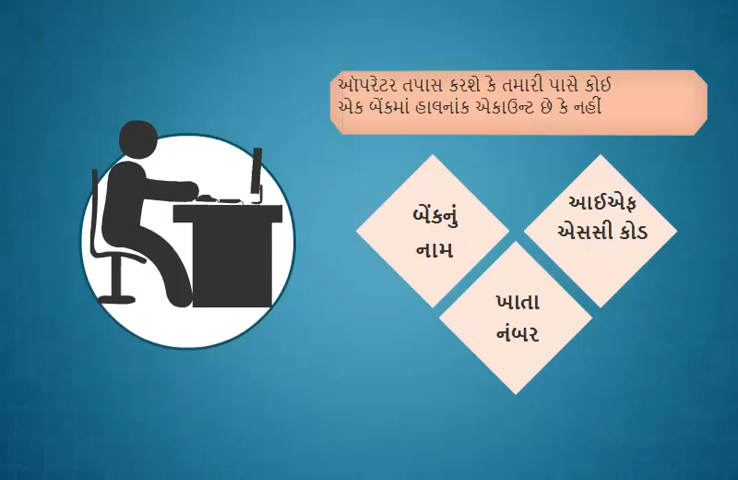 ઑપરેટર તપાસ કરશે કે તમારી પાસે કોઈ
એક બેંકમાં હાલનાંક એકાઉન્ટ છે કે નહીં
બેંકનું
નામ
આઈએફ
એસસી કોડ
ખાતા
નંબર